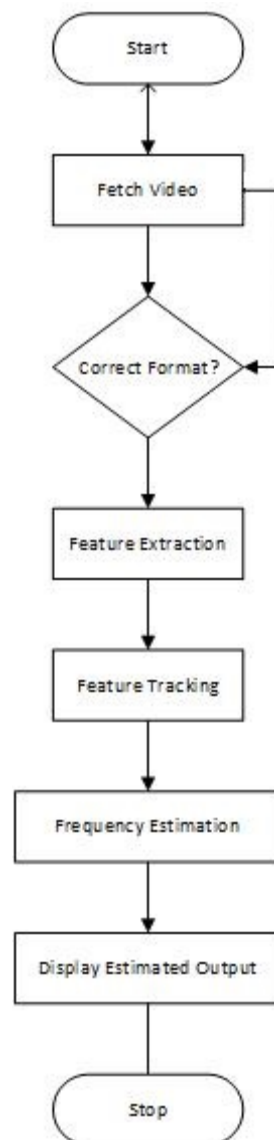 Start
Fetch Video
Correct Format?
Feature Extraction
Feature Tracking
Frequency Estimation
Display Estimated Output
Stop